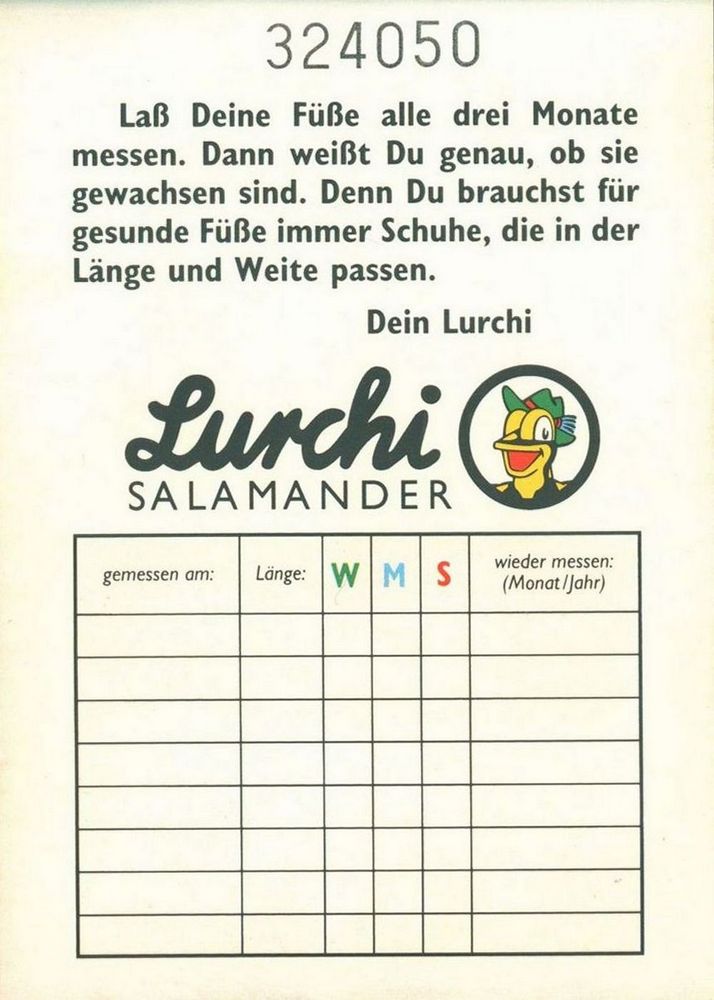 324050
Laß Deine Füße alle drei Monate
messen. Dann weißt Du genau, ob sie
gewachsen sind. Denn Du brauchst für
gesunde Füße immer Schuhe, die in der
Länge und Weite passen.
Dein Lurchi
Lurchi
SALAMANDER
gemessen am: Länge: W M S wieder messen:
(Monat/Jahr)